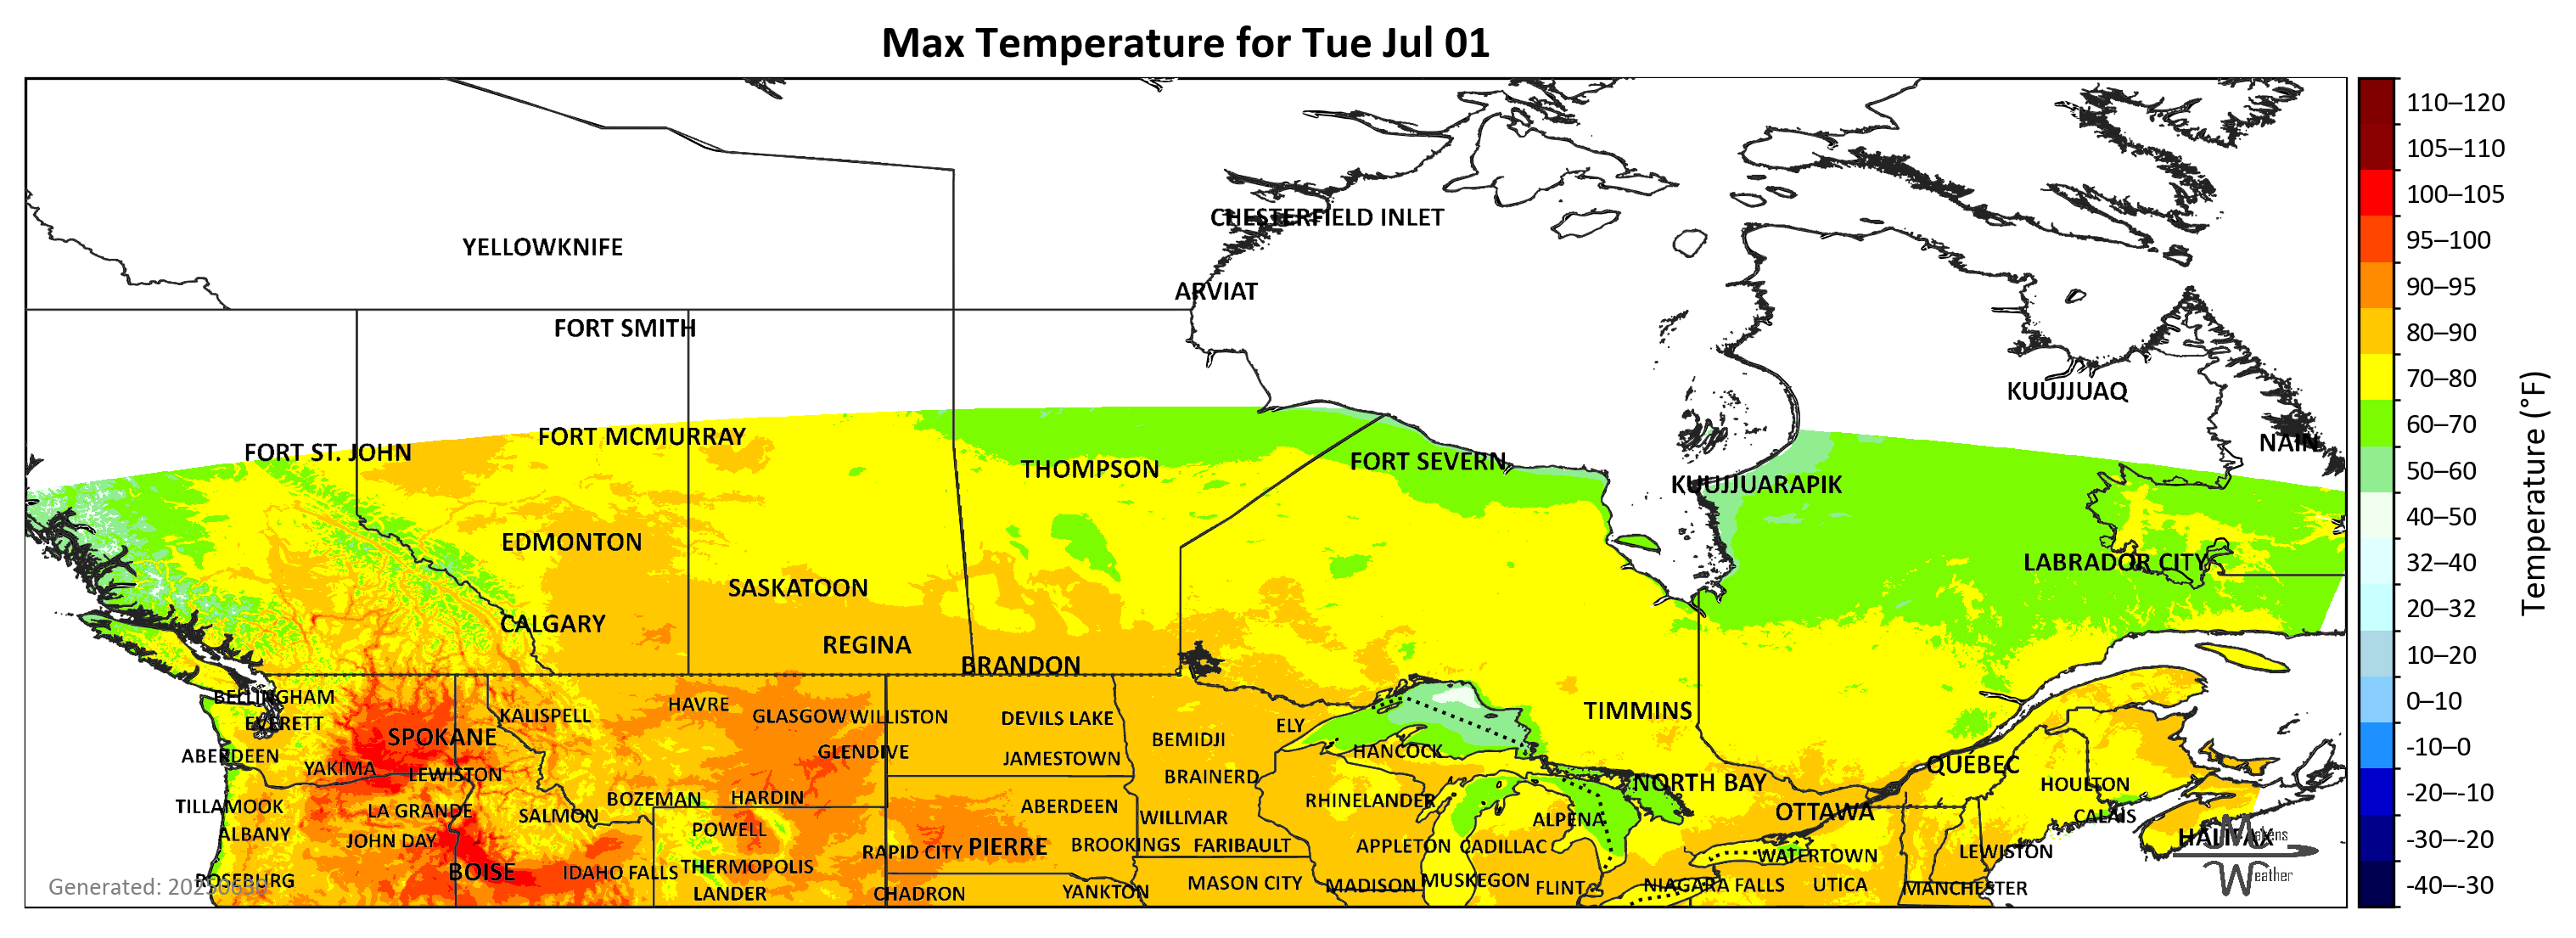 Max Temperature for Tue Jul 01
CHESTERFIELD INLET
YELLOWKNIFE
ARVIAT
FORT SMITH
KUUJJUAQ
FORT MCMURRAY
NAIN
FORT ST. JOHN
FORT SEVERN
THOMPSON
KUUJJUARAPIK
EDMONTON
LABRADOR CITY
SASKATOON
CALGARY
REGINA
BRANDON
BELLINGHAM
HAVRE
TIMMINS
KALISPELL
GLASGOW
WILLISTON
DEVILS LAKE
EVERETT
ELY
SPOKANE
BEMIDJI
ABERDEEN
GLENDIVE
HANCOCK
JAMESTOWN
QUÉBEC
YAKIMA
LEWISTON
BRAINERD
NORTH BAY
HOULTON
BOZEMAN
HARDIN
RHINELANDER
TILLAMOOK
LA GRANDE
SALMON
ABERDEEN
WILLMAR
OTTAWA
CALAIS
ALPENA
ALBANY
POWELL
JOHN DAY
HALIFAX
RAPID CITY
PIERRE
BROOKINGS
FARIBAULT
APPLETON
CADILLAC
WATERTOWN
LEWISTON
BOISE
IDAHO FALLS
THERMOPOLIS
ROSEBURG
MASON CITY
MADISON
MUSKEGON
FLINT
NIAGARA FALLS
UTICA
MANCHESTER
LANDER
CHADRON
YANKTON
Generated: 20250630
Makens
Weather
110–120
105–110
100–105
95–100
90–95
80–90
70–80
60–70
50–60
40–50
32–40
20–32
10–20
0–10
-10–0
-20–-10
-30–-20
-40–-30
Temperature (°F)